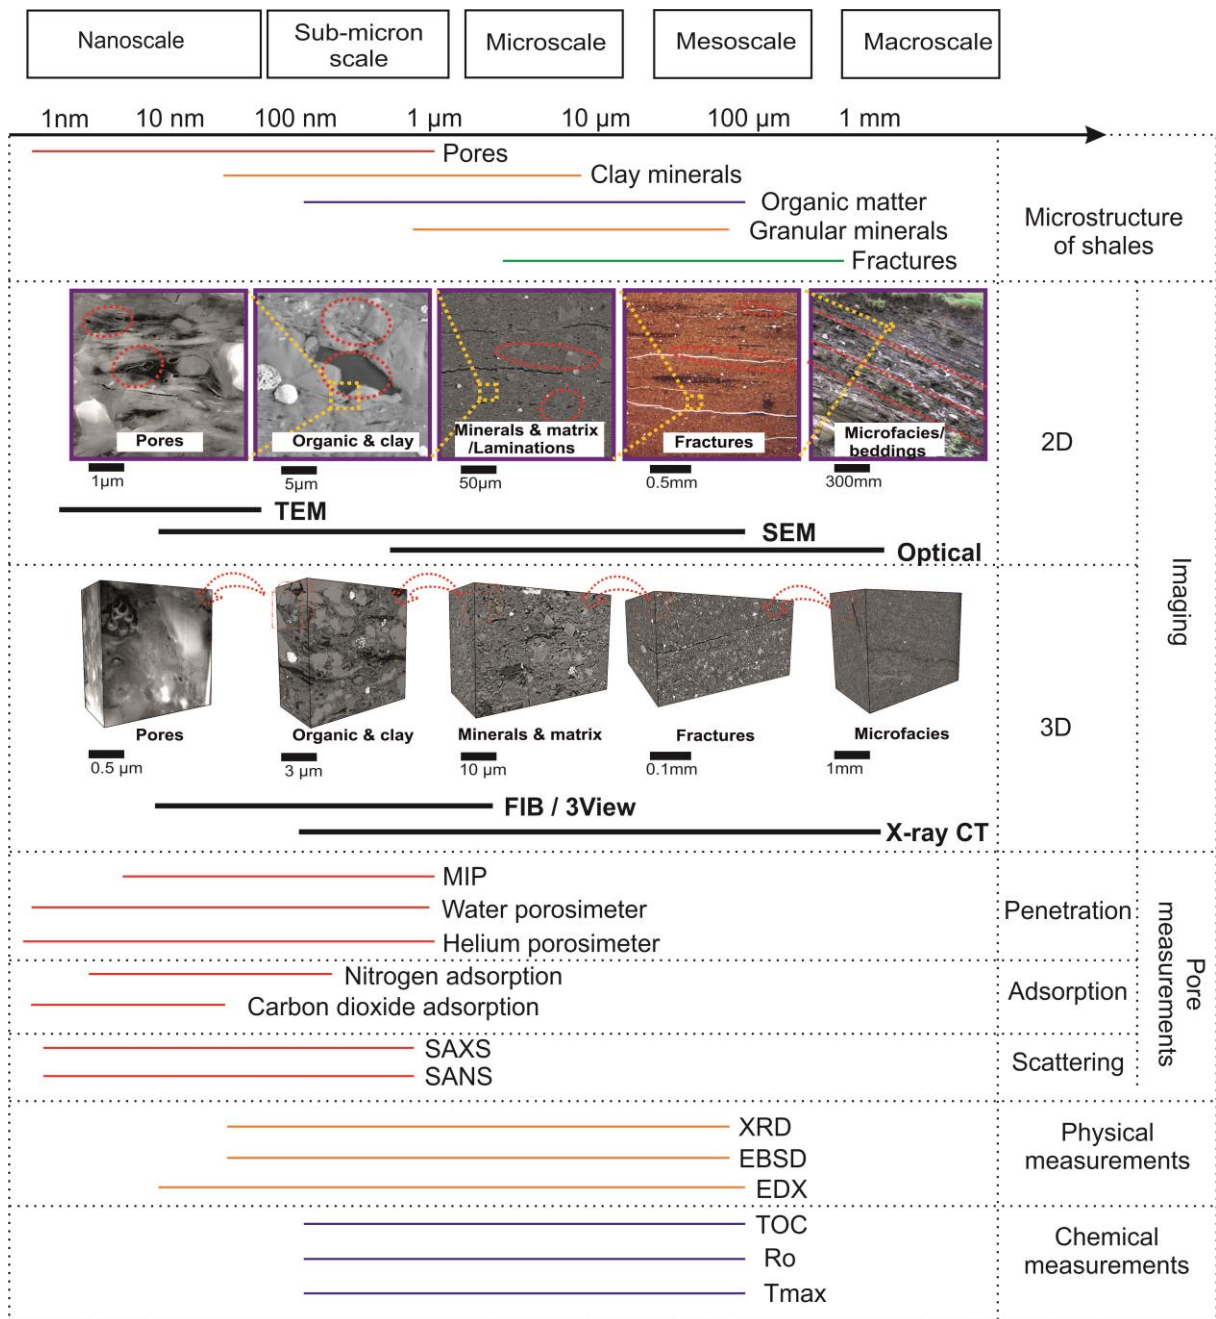 Nanoscale
Sub-micron
scale
Microscale
Mesoscale
Macroscale
1nm
10 nm
100 nm
1 µm
10 µm
100 µm
1 mm
Pores
Clay minerals
Organic matter
Granular minerals
Fractures
Microstructure
of shales
Pores
Organic & clay
Minerals & matrix
/Laminations
Fractures
Microfacies/
beddings
1µm
5µm
50µm
0.5mm
300mm
2D
TEM
SEM
Optical
Imaging
Pores
Organic & clay
Minerals & matrix
Fractures
Microfacies
0.5 µm
3 µm
10 µm
0.1mm
1mm
3D
FIB / 3View
X-ray CT
MIP
Water porosimeter
Helium porosimeter
Penetration
Nitrogen adsorption
Carbon dioxide adsorption
Adsorption
SAXS
SANS
Scattering
Pore
measurements
XRD
EBSD
EDX
Physical
measurements
TOC
Ro
Tmax
Chemical
measurements